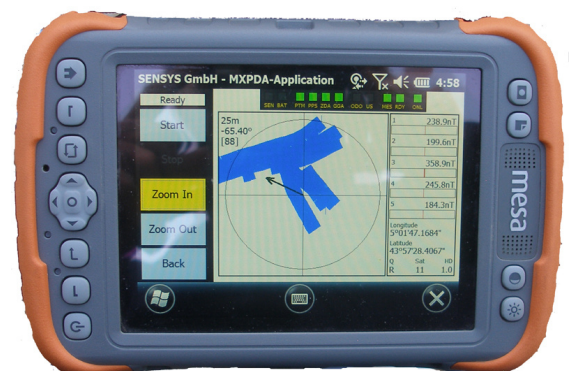 SENSYS GmbH - MXPDA-Application 4:58
Ready
SEN BAT PTM PPS ZDA GGA ODO US MES RDY ONL
Start
Stop
Zoom In
Zoom Out
Back
25m
-65.40°
[88]
1 238.9nT
2 199.6nT
3 358.9nT
4 245.8nT
5 184.3nT
Longitude
5°01'47.1684"
Latitude
43°57'28.4067"
Q Sat HD
R 11 1.0
mesa